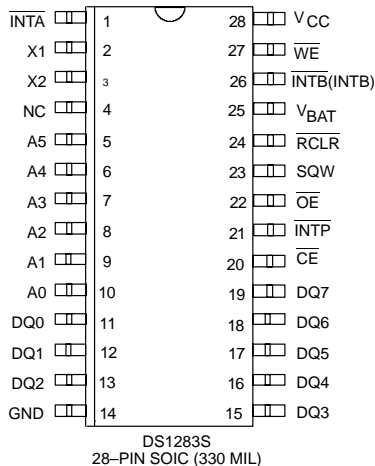 INTA 1 28 VCC
X1 2 27 WE
X2 3 26 INTB(INTB)
NC 4 25 VBAT
A5 5 24 RCLR
A4 6 23 SQW
A3 7 22 OE
A2 8 21 INTP
A1 9 20 CE
A0 10 19 DQ7
DQ0 11 18 DQ6
DQ1 12 17 DQ5
DQ2 13 16 DQ4
GND 14 15 DQ3
DS1283S
28–PIN SOIC (330 MIL)